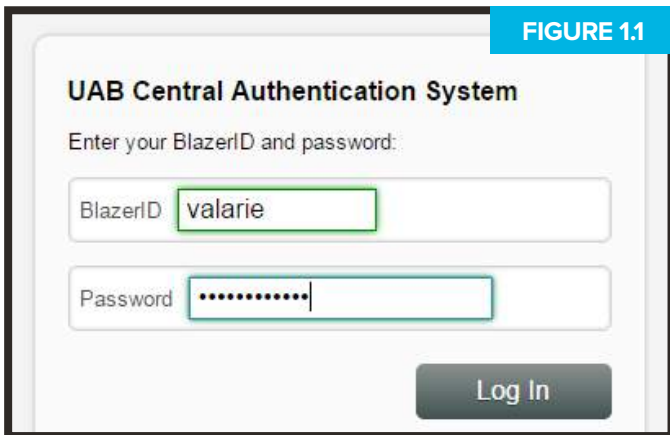 FIGURE 1.1
UAB Central Authentication System
Enter your BlazerID and password:
BlazerID valarie
Password ••••••••••••
Log In